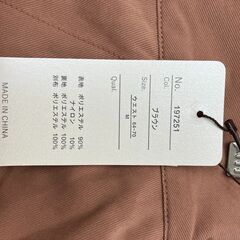 No. 197251
Col. ブラウン
Size. ウエスト 64~70
M
Qual.
表地 ポリエステル 90%
ナイロン 10%
裏地 ポリエステル 100%
別布 ポリエステル 100%
MADE IN CHINA